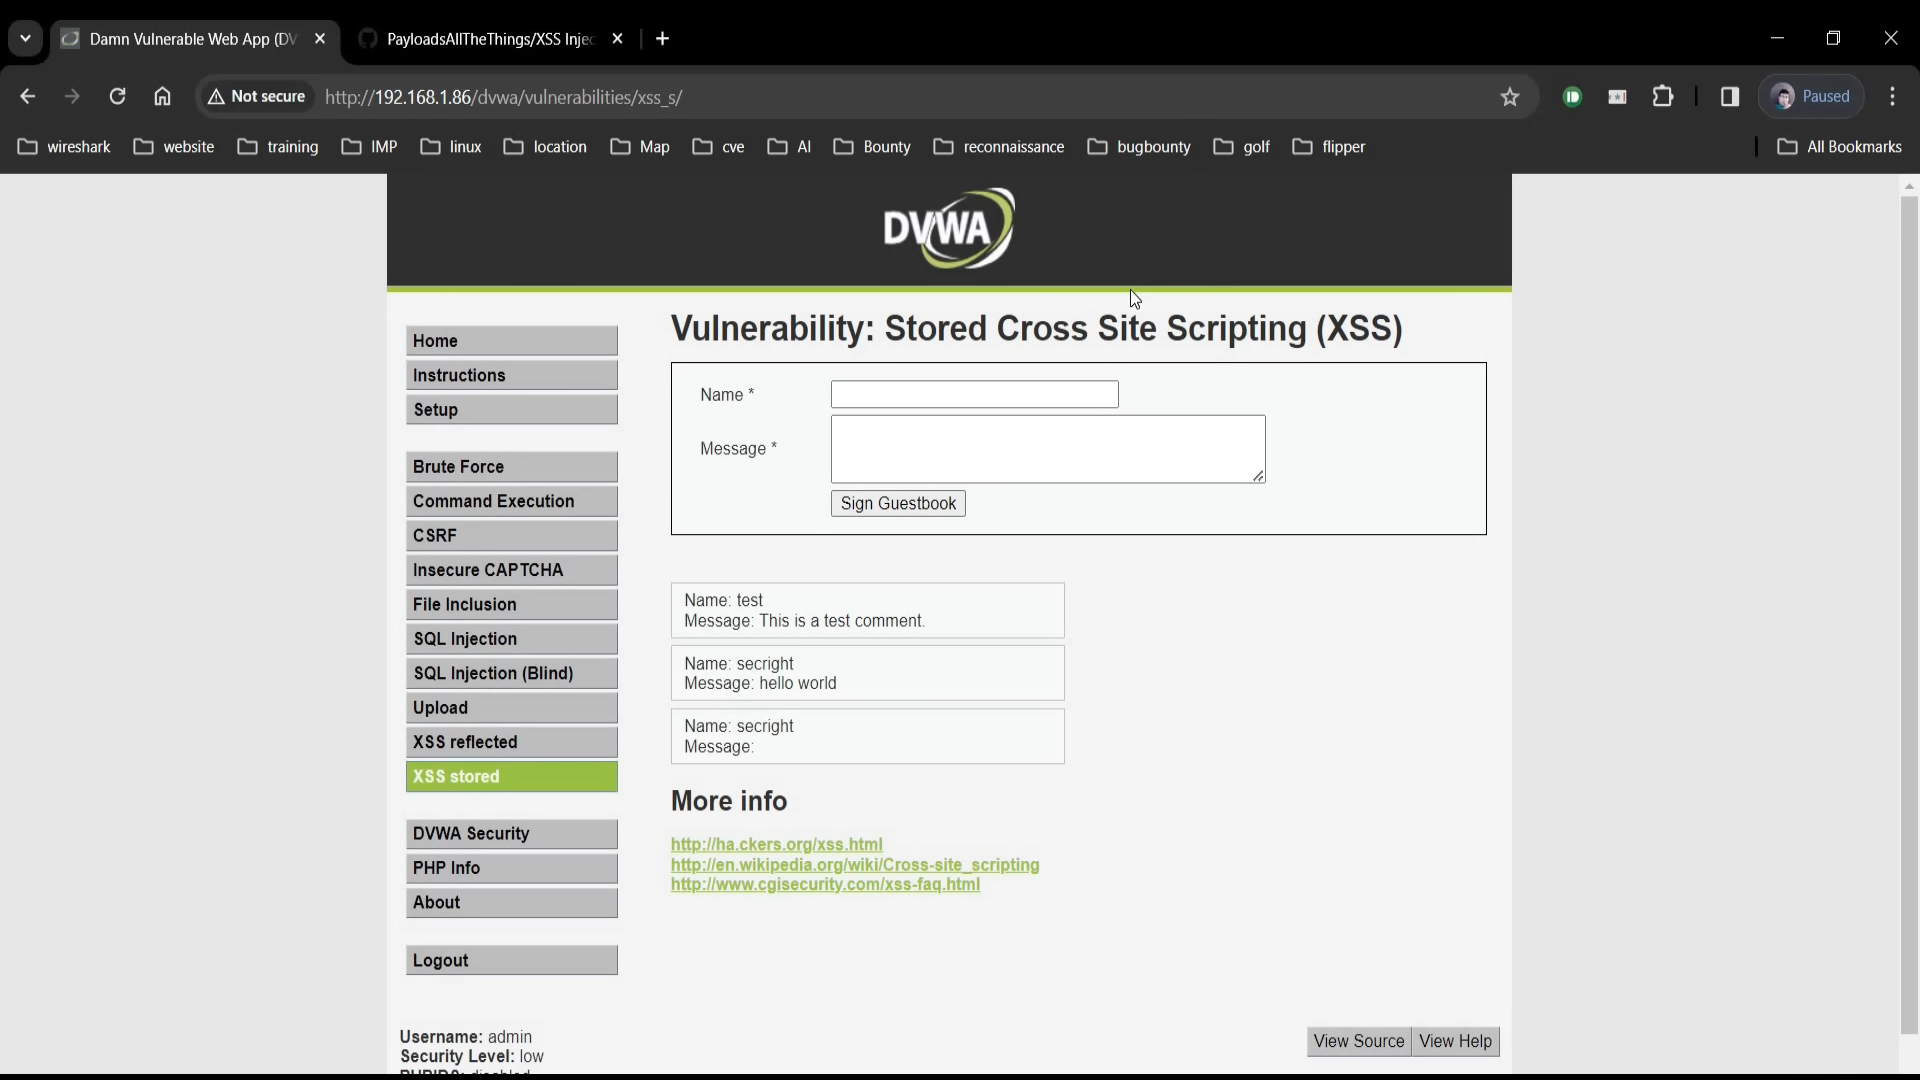 Damn Vulnerable Web App (DV
PayloadsAllTheThings/XSS Injec
Not secure
http://192.168.1.86/dvwa/vulnerabilities/xss_s/
Paused
wireshark
website
training
IMP
linux
location
Map
cve
AI
Bounty
reconnaissance
bugbounty
golf
flipper
All Bookmarks
DVWA
Home
Instructions
Setup
Brute Force
Command Execution
CSRF
Insecure CAPTCHA
File Inclusion
SQL Injection
SQL Injection (Blind)
Upload
XSS reflected
XSS stored
DVWA Security
PHP Info
About
Logout
Vulnerability: Stored Cross Site Scripting (XSS)
Name *
Message *
Sign Guestbook
Name: test
Message: This is a test comment.
Name: secright
Message: hello world
Name: secright
Message:
More info
http://ha.ckers.org/xss.html
http://en.wikipedia.org/wiki/Cross-site_scripting
http://www.cgisecurity.com/xss-faq.html
Username: admin
Security Level: low
View Source
View Help